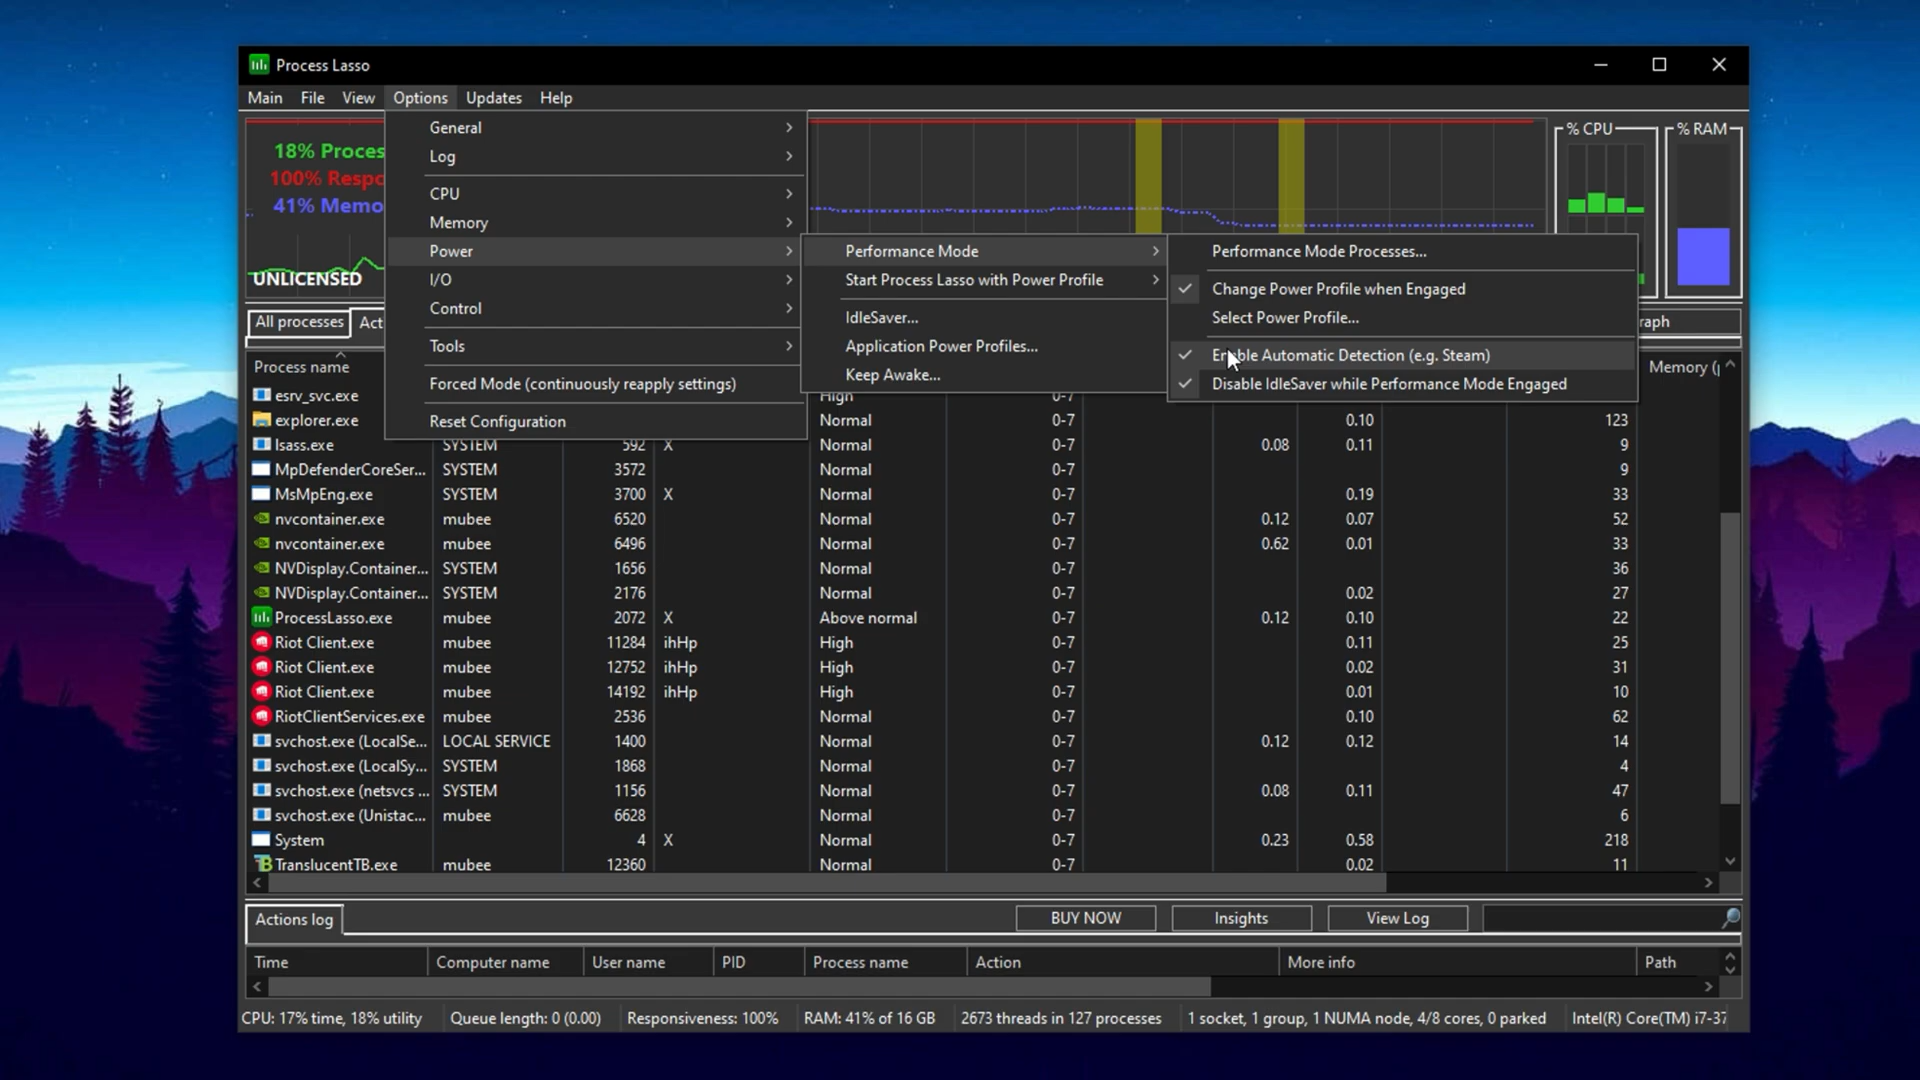 Process Lasso
Main File View Options Updates Help
18% Proces
100% Respo
41% Memo
UNLICENSED
General
Log
CPU
Memory
Power
I/O
Control
Tools
Forced Mode (continuously reapply settings)
Reset Configuration
Performance Mode
Start Process Lasso with Power Profile
IdleSaver...
Application Power Profiles...
Keep Awake...
Performance Mode Processes...
Change Power Profile when Engaged
Select Power Profile...
Enable Automatic Detection (e.g. Steam)
Disable IdleSaver while Performance Mode Engaged
% CPU % RAM
All processes Act raph
Process name Memory (
esrv_svc.exe High
explorer.exe Normal 0-7 0.10 123
lsass.exe SYSTEM 592 X Normal 0-7 0.08 0.11 9
MpDefenderCoreSer... SYSTEM 3572 Normal 0-7 9
MsMpEng.exe SYSTEM 3700 X Normal 0-7 0.19 33
nvcontainer.exe mubee 6520 Normal 0-7 0.12 0.07 52
nvcontainer.exe mubee 6496 Normal 0-7 0.62 0.01 33
NVDisplay.Container... SYSTEM 1656 Normal 0-7 36
NVDisplay.Container... SYSTEM 2176 Normal 0-7 0.02 27
ProcessLasso.exe mubee 2072 X Above normal 0-7 0.12 0.10 22
Riot Client.exe mubee 11284 ihHp High 0-7 0.11 25
Riot Client.exe mubee 12752 ihHp High 0-7 0.02 31
Riot Client.exe mubee 14192 ihHp High 0-7 0.01 10
RiotClientServices.exe mubee 2536 Normal 0-7 0.10 62
svchost.exe (LocalSe... LOCAL SERVICE 1400 Normal 0-7 0.12 0.12 14
svchost.exe (LocalSy... SYSTEM 1868 Normal 0-7 4
svchost.exe (netsvcs ... SYSTEM 1156 Normal 0-7 0.08 0.11 47
svchost.exe (Unistac... mubee 6628 Normal 0-7 6
System SYSTEM 4 X Normal 0-7 0.23 0.58 218
TranslucentTB.exe mubee 12360 Normal 0-7 0.02 11
Actions log BUY NOW Insights View Log
Time Computer name User name PID Process name Action More info Path
CPU: 17% time, 18% utility Queue length: 0 (0.00) Responsiveness: 100% RAM: 41% of 16 GB 2673 threads in 127 processes 1 socket, 1 group, 1 NUMA node, 4/8 cores, 0 parked Intel(R) Core(TM) i7-37